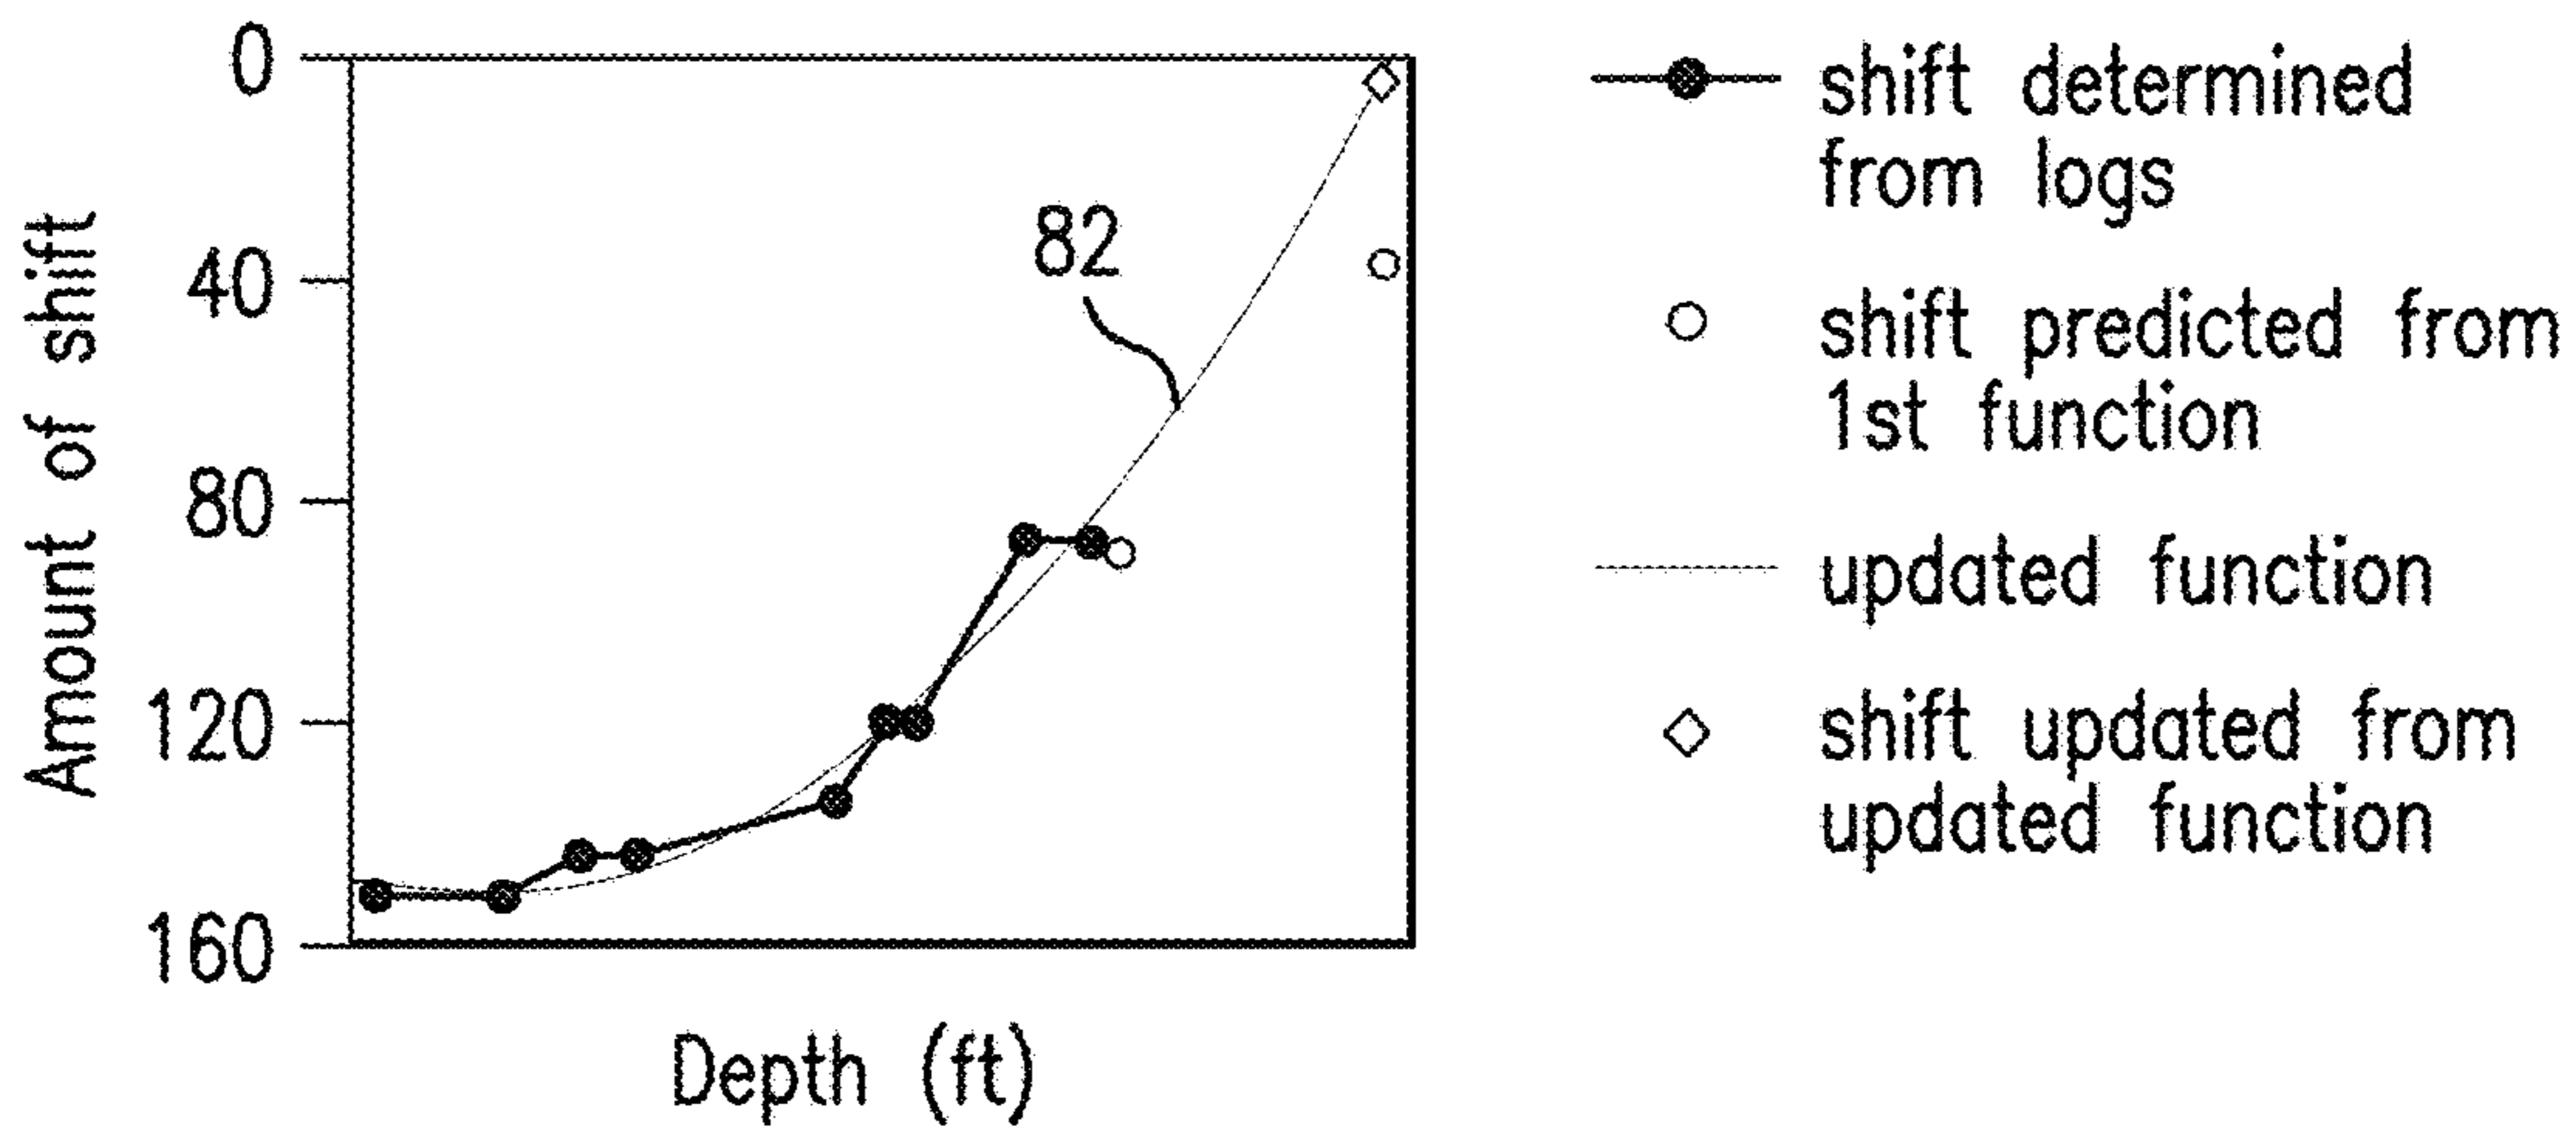 0
40
80
120
160
Amount of shift
82
Depth (ft)
shift determined
from logs
shift predicted from
1st function
updated function
shift updated from
updated function